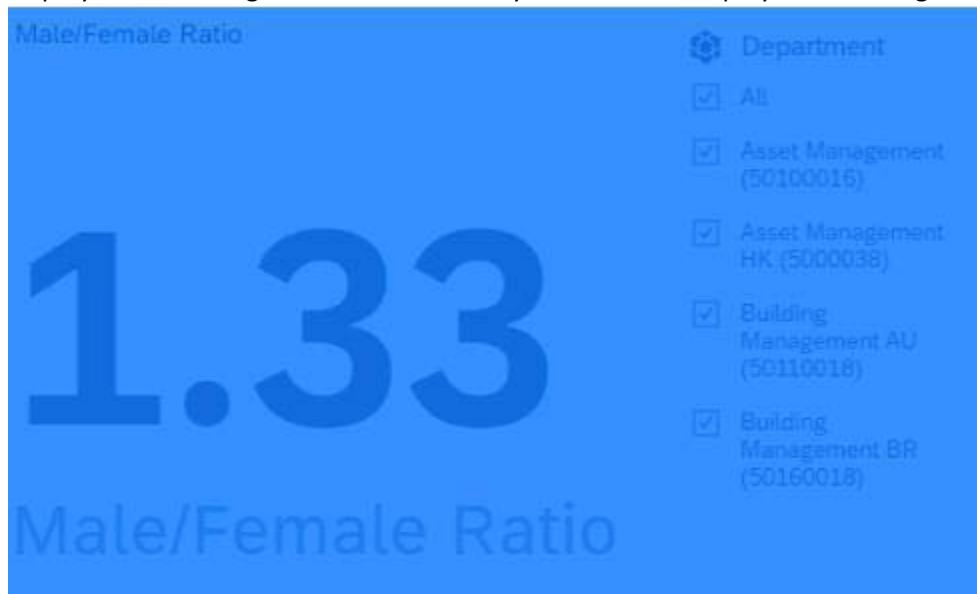 Male/Female Ratio
1.33
Male/Female Ratio
Department
All
Asset Management
(50100016)
Asset Management
HK (5000038)
Building
Management AU
(50110018)
Building
Management BR
(50160018)